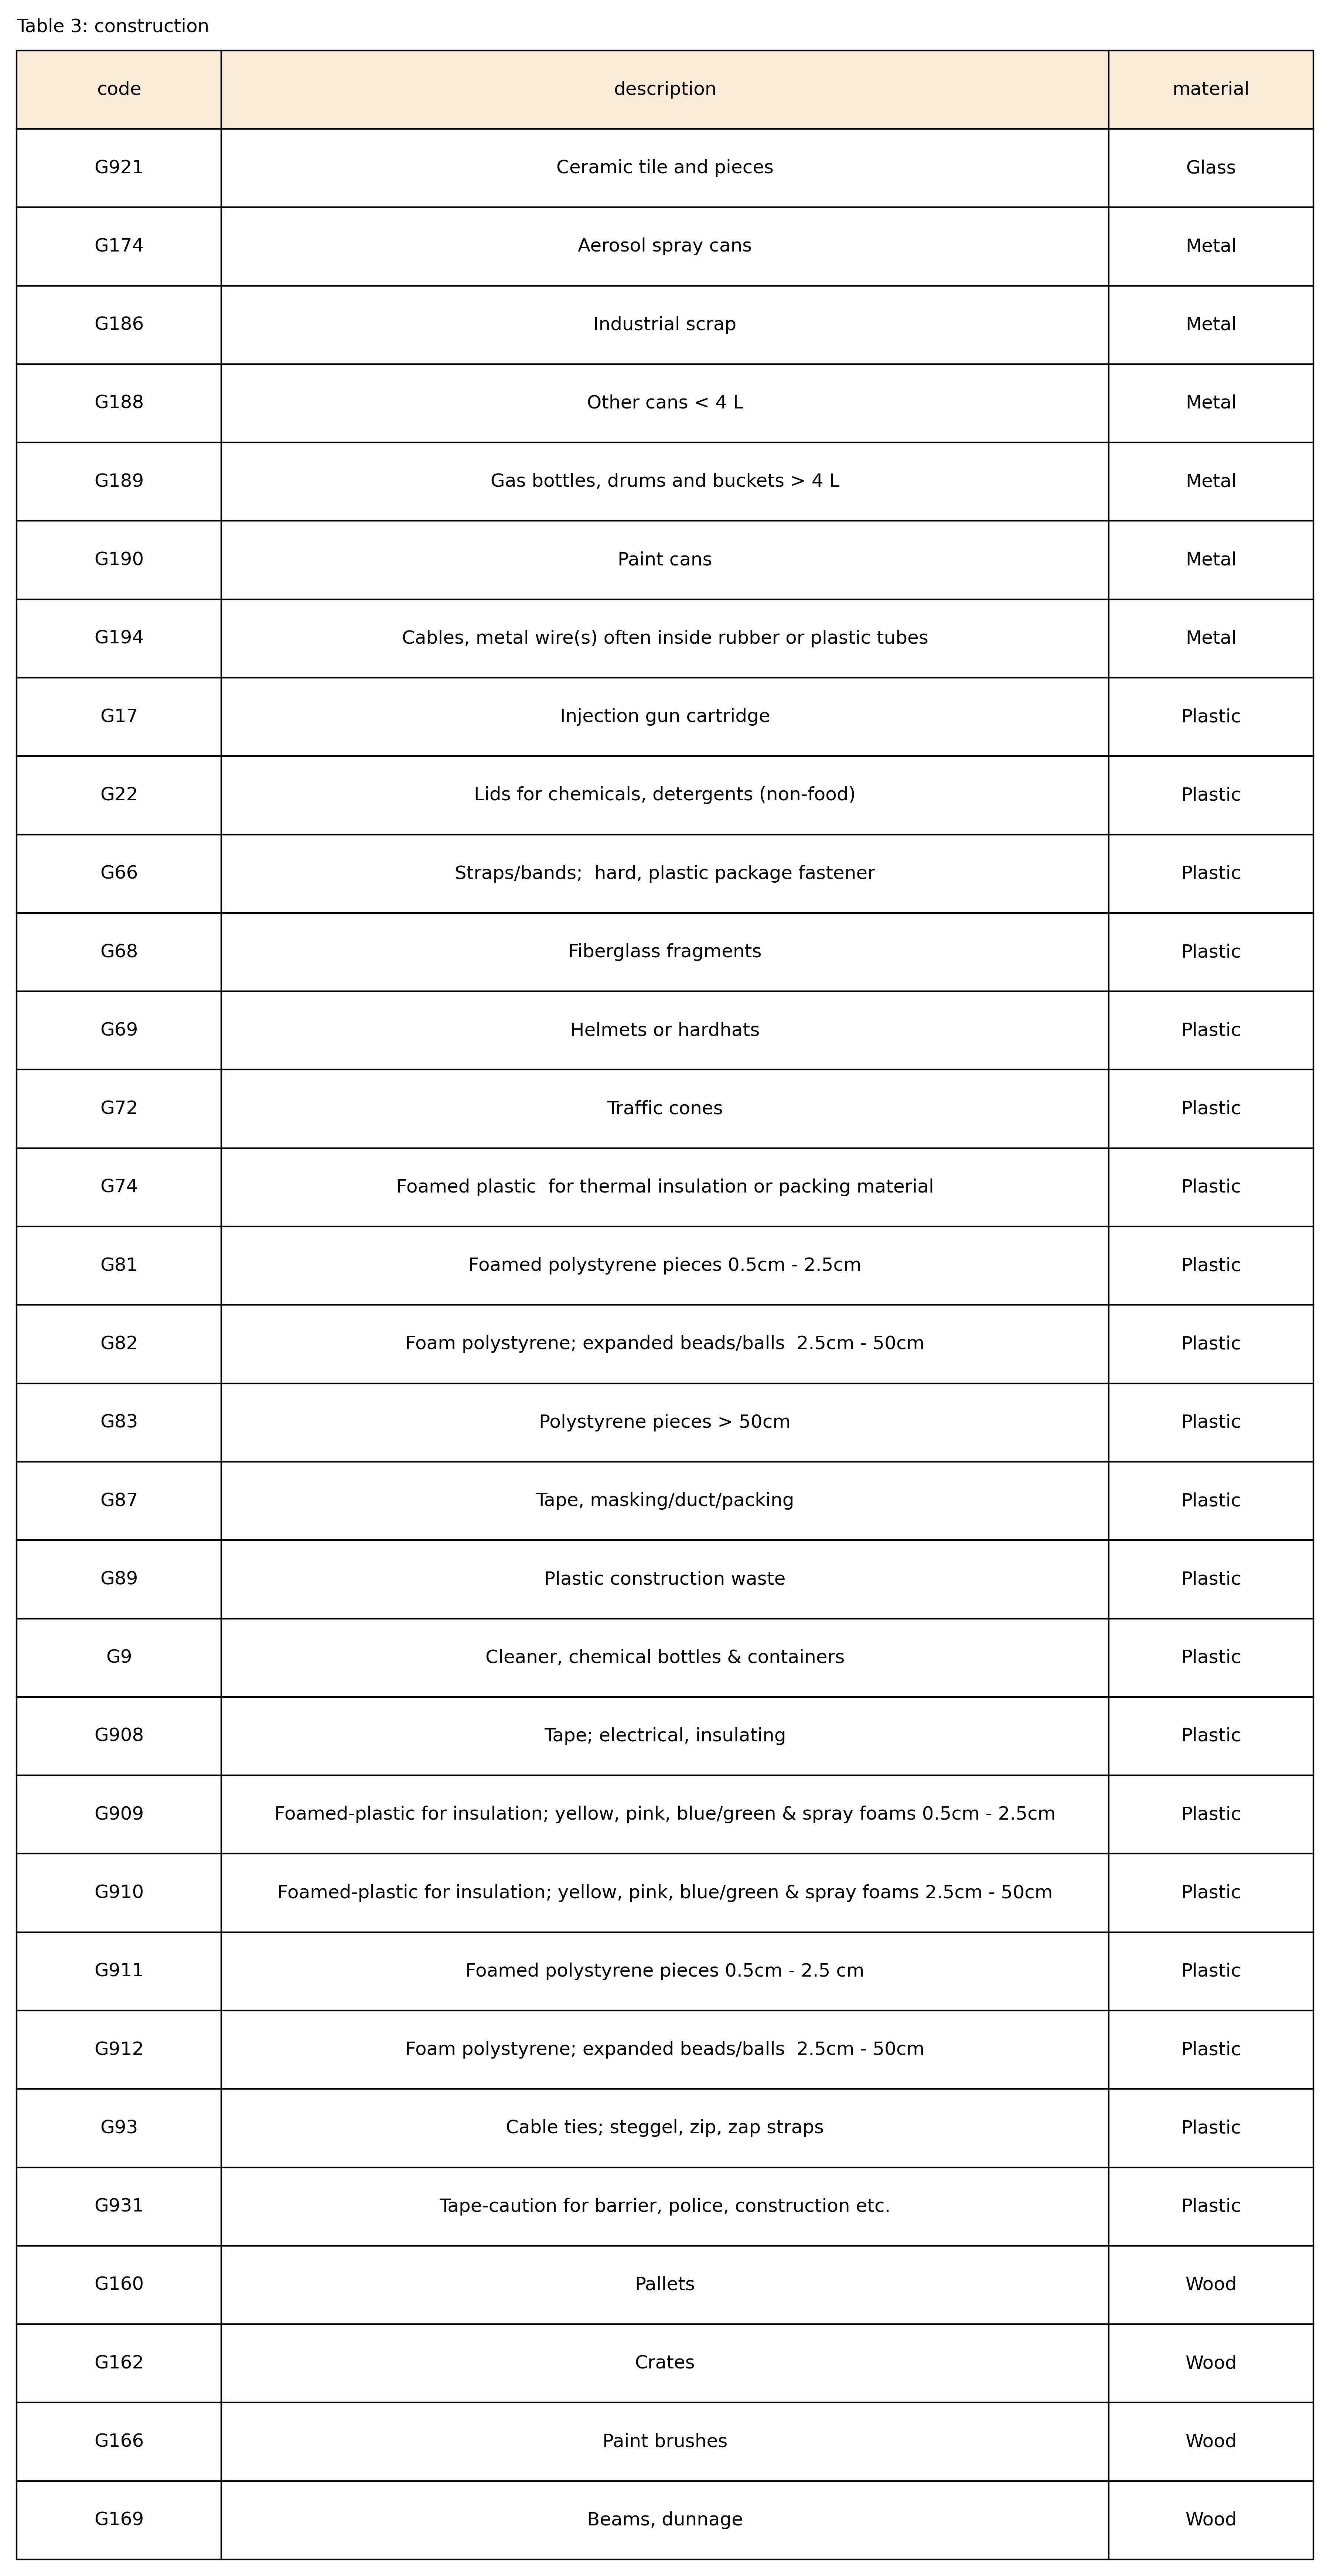 Table 3: construction
code description material
G921 Ceramic tile and pieces Glass
G174 Aerosol spray cans Metal
G186 Industrial scrap Metal
G188 Other cans < 4 L Metal
G189 Gas bottles, drums and buckets > 4 L Metal
G190 Paint cans Metal
G194 Cables, metal wire(s) often inside rubber or plastic tubes Metal
G17 Injection gun cartridge Plastic
G22 Lids for chemicals, detergents (non-food) Plastic
G66 Straps/bands;  hard, plastic package fastener Plastic
G68 Fiberglass fragments Plastic
G69 Helmets or hardhats Plastic
G72 Traffic cones Plastic
G74 Foamed plastic  for thermal insulation or packing material Plastic
G81 Foamed polystyrene pieces 0.5cm - 2.5cm Plastic
G82 Foam polystyrene; expanded beads/balls  2.5cm - 50cm Plastic
G83 Polystyrene pieces > 50cm Plastic
G87 Tape, masking/duct/packing Plastic
G89 Plastic construction waste Plastic
G9 Cleaner, chemical bottles & containers Plastic
G908 Tape; electrical, insulating Plastic
G909 Foamed-plastic for insulation; yellow, pink, blue/green & spray foams 0.5cm - 2.5cm Plastic
G910 Foamed-plastic for insulation; yellow, pink, blue/green & spray foams 2.5cm - 50cm Plastic
G911 Foamed polystyrene pieces 0.5cm - 2.5 cm Plastic
G912 Foam polystyrene; expanded beads/balls  2.5cm - 50cm Plastic
G93 Cable ties; steggel, zip, zap straps Plastic
G931 Tape-caution for barrier, police, construction etc. Plastic
G160 Pallets Wood
G162 Crates Wood
G166 Paint brushes Wood
G169 Beams, dunnage Wood